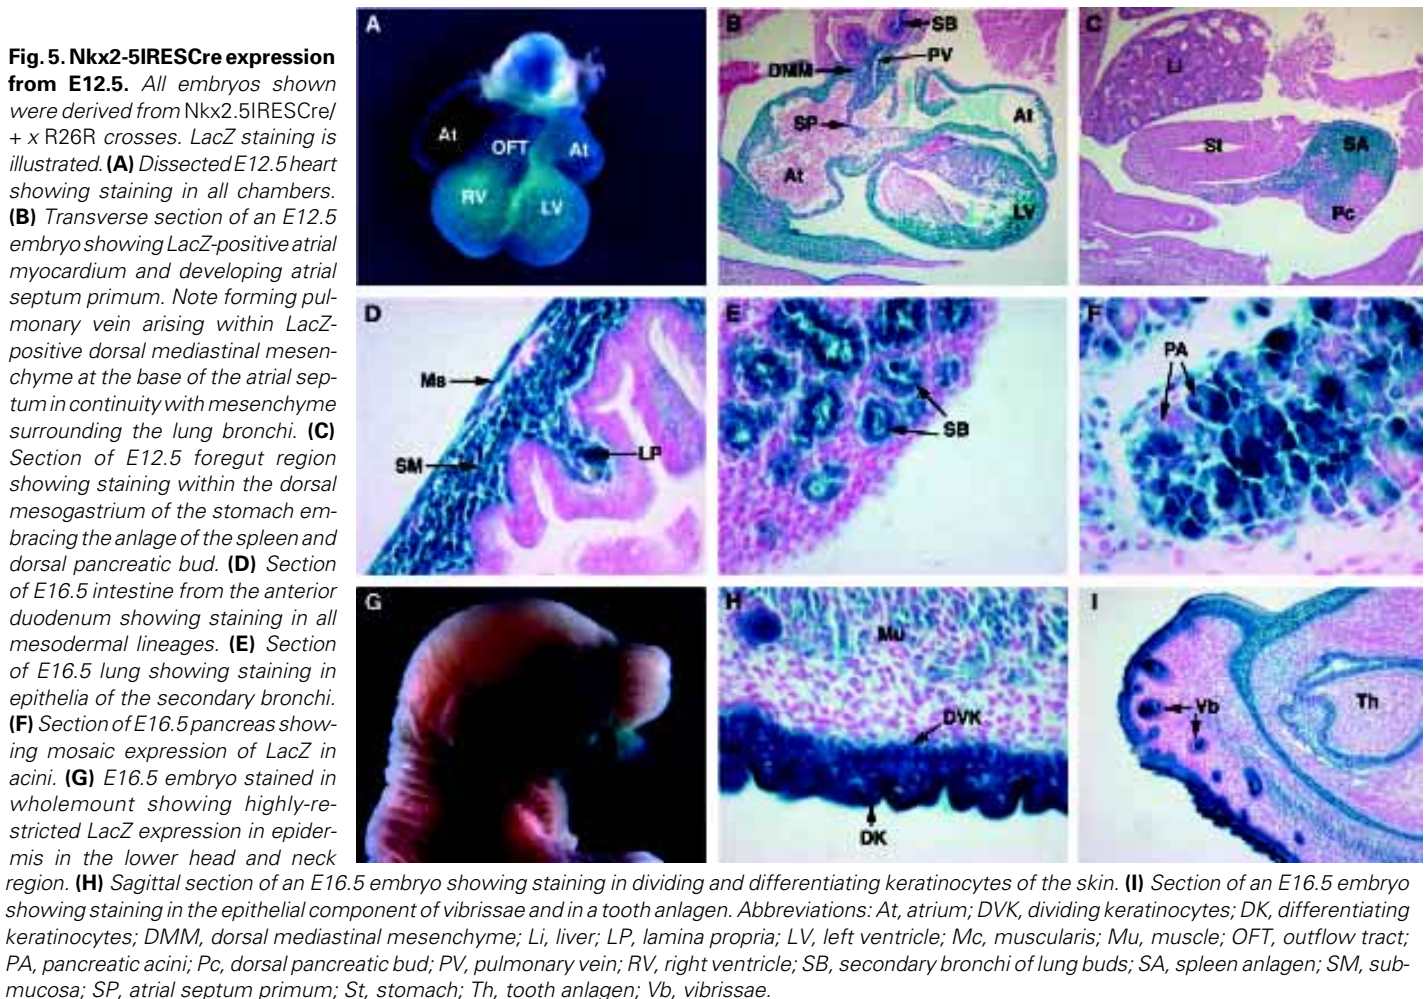 Fig. 5. Nkx2-5IRESCre expression
from E12.5. All embryos shown
were derived from Nkx2.5IRESCre/
+ x R26R crosses. LacZ staining is
illustrated. (A) Dissected E12.5 heart
showing staining in all chambers.
(B) Transverse section of an E12.5
embryo showing LacZ-positive atrial
myocardium and developing atrial
septum primum. Note forming pul-
monary vein arising within LacZ-
positive dorsal mediastinal mesen-
chyme at the base of the atrial sep-
tum in continuity with mesenchyme
surrounding the lung bronchi. (C)
Section of E12.5 foregut region
showing staining within the dorsal
mesogastrium of the stomach em-
bracing the anlage of the spleen and
dorsal pancreatic bud. (D) Section
of E16.5 intestine from the anterior
duodenum showing staining in all
mesodermal lineages. (E) Section
of E16.5 lung showing staining in
epithelia of the secondary bronchi.
(F) Section of E16.5 pancreas show-
ing mosaic expression of LacZ in
acini. (G) E16.5 embryo stained in
wholemount showing highly-re-
stricted LacZ expression in epider-
mis in the lower head and neck
region. (H) Sagittal section of an E16.5 embryo showing staining in dividing and differentiating keratinocytes of the skin. (I) Section of an E16.5 embryo
showing staining in the epithelial component of vibrissae and in a tooth anlagen. Abbreviations: At, atrium; DVK, dividing keratinocytes; DK, differentiating
keratinocytes; DMM, dorsal mediastinal mesenchyme; Li, liver; LP, lamina propria; LV, left ventricle; Mc, muscularis; Mu, muscle; OFT, outflow tract;
PA, pancreatic acini; Pc, dorsal pancreatic bud; PV, pulmonary vein; RV, right ventricle; SB, secondary bronchi of lung buds; SA, spleen anlagen; SM, sub-
mucosa; SP, atrial septum primum; St, stomach; Th, tooth anlagen; Vb, vibrissae.
A
At
OFT
At
RV
LV
B
SB
PV
DMM
SP
At
At
LV
C
Li
St
SA
Pc
D
Ms
SM
LP
E
SB
F
PA
G
H
Mu
DVK
DK
I
Vb
Th